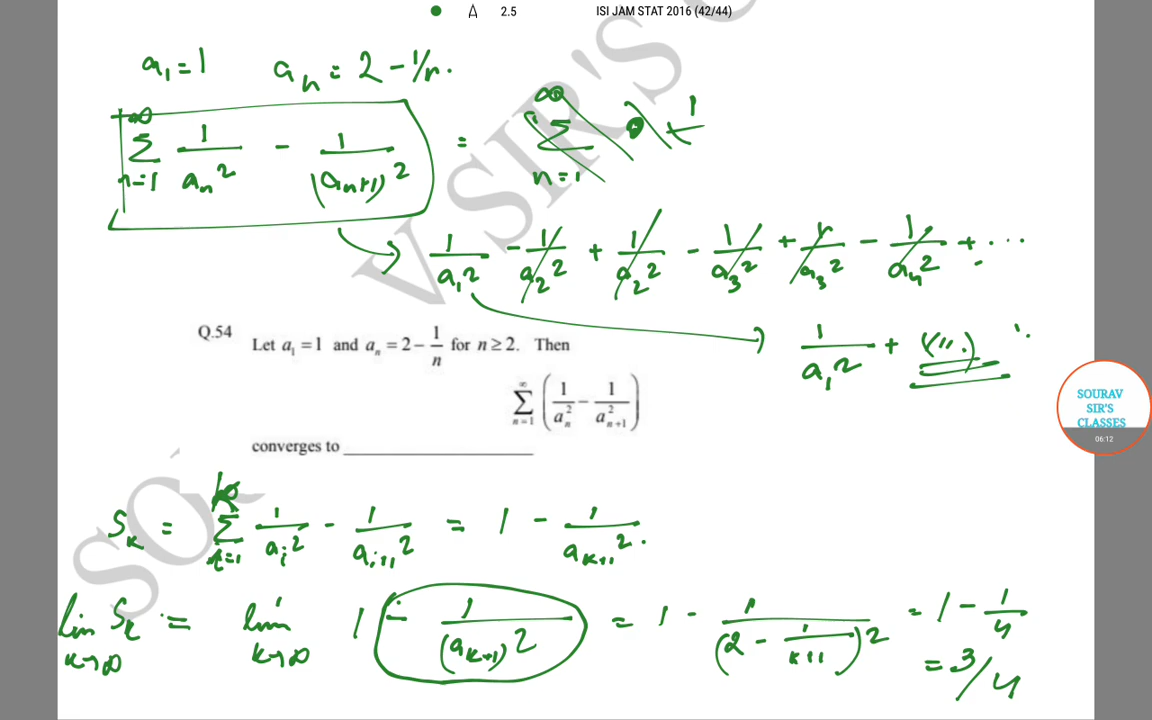 Δ 2.5 ISI JAM STAT 2016 (42/44)
a₁ = 1 aₙ = 2 - 1/n.
+∞
∑ 1/aₙ² - 1/(aₙ₊₁)² = ∑ 1
n=1 n=1
→ 1/a₁² - 1/a₂² + 1/a₂² - 1/a₃² + 1/a₃² - 1/a₄² + ...
→ 1/a₁² +
Q.54 Let a₁ = 1 and aₙ = 2 - 1/n for n ≥ 2. Then
∑ₙ₌₁^∞ (1/aₙ² - 1/aₙ₊₁²)
converges to _______________
SOURAV
SIR'S
CLASSES
06:12
Sₖ = ∑ 1/aᵢ² - 1/aᵢ₊₁² = 1 - 1/aₖ₊₁².
lim k→∞ Sₖ = lim k→∞ 1 - 1/(aₖ₊₁)² = 1 - 1/(2 - 1/(k+1))² = 1 - 1/4
= 3/4